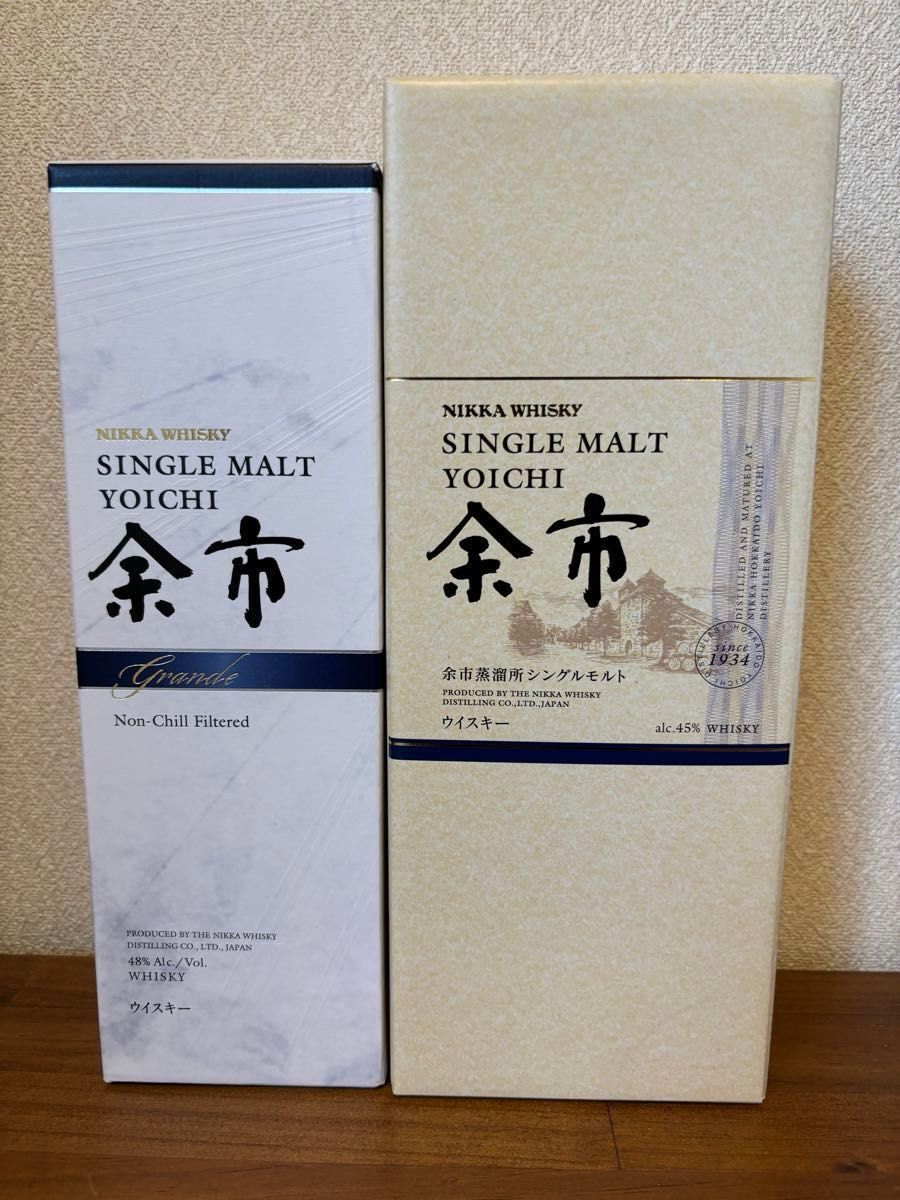 NIKKA WHISKY
SINGLE MALT
YOICHI
余市
Grande
Non-Chill Filtered
PRODUCED BY THE NIKKA WHISKY
DISTILLING CO., LTD., JAPAN
48% Alc./Vol.
WHISKY
ウイスキー
NIKKA WHISKY
SINGLE MALT
YOICHI
余市
余市蒸溜所シングルモルト
PRODUCED BY THE NIKKA WHISKY
DISTILLING CO.,LTD.,JAPAN
ウイスキー
alc.45% WHISKY
DISTILLED AND MATURED AT
NIKKA HOKKAIDO YOICHI
DISTILLERY
DISTILLERY HOKKAIDO YOICHI
since
1934